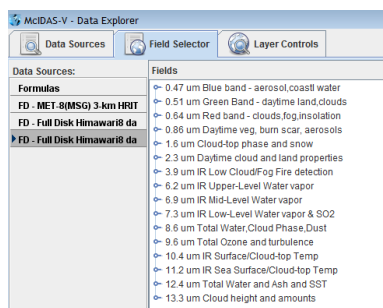 McIDAS-V - Data Explorer
Data Sources
Field Selector
Layer Controls
Data Sources:
Formulas
FD - MET-8(MSG) 3-km HRIT
FD - Full Disk Himawari8 da
FD - Full Disk Himawari8 da
FD - Full Disk Himawari8 da
Fields
0.47 um Blue band - aerosol,coastl water
0.51 um Green Band - daytime land,clouds
0.64 um Red band - clouds,fog,insolation
0.86 um Daytime veg, burn scar, aerosols
1.6 um Cloud-top phase and snow
2.3 um Daytime cloud and land properties
3.9 um IR Low Cloud/Fog Fire detection
6.2 um IR Upper-Level Water vapor
6.9 um IR Mid-Level Water vapor
7.3 um IR Low-Level Water vapor & SO2
8.6 um Total Water,Cloud Phase,Dust
9.6 um Total Ozone and turbulence
10.4 um IR Surface/Cloud-top Temp
11.2 um IR Sea Surface/Cloud-top Temp
12.4 um Total Water and Ash and SST
13.3 um Cloud height and amounts